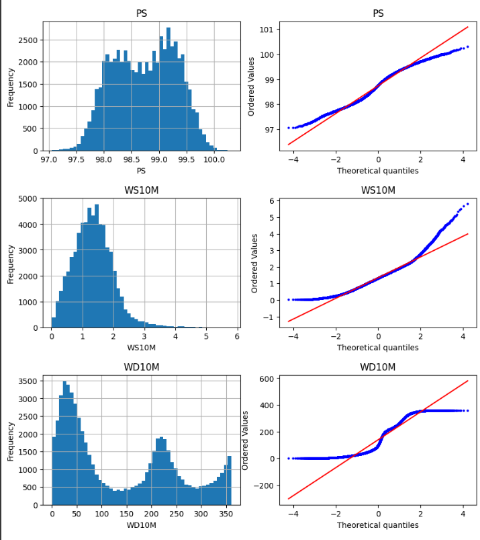 PS
Frequency
2500
2000
1500
1000
500
0
97.0 97.5 98.0 98.5 99.0 99.5 100.0
PS
PS
Ordered Values
101
100
99
98
97
−4 −2 0 2 4
Theoretical quantiles
WS10M
Frequency
5000
4000
3000
2000
1000
0
0 1 2 3 4 5 6
WS10M
WS10M
Ordered Values
6
5
4
3
2
1
0
−1
−4 −2 0 2 4
Theoretical quantiles
WD10M
Frequency
3500
3000
2500
2000
1500
1000
500
0
0 50 100 150 200 250 300 350
WD10M
WD10M
Ordered Values
600
400
200
0
−200
−4 −2 0 2 4
Theoretical quantiles